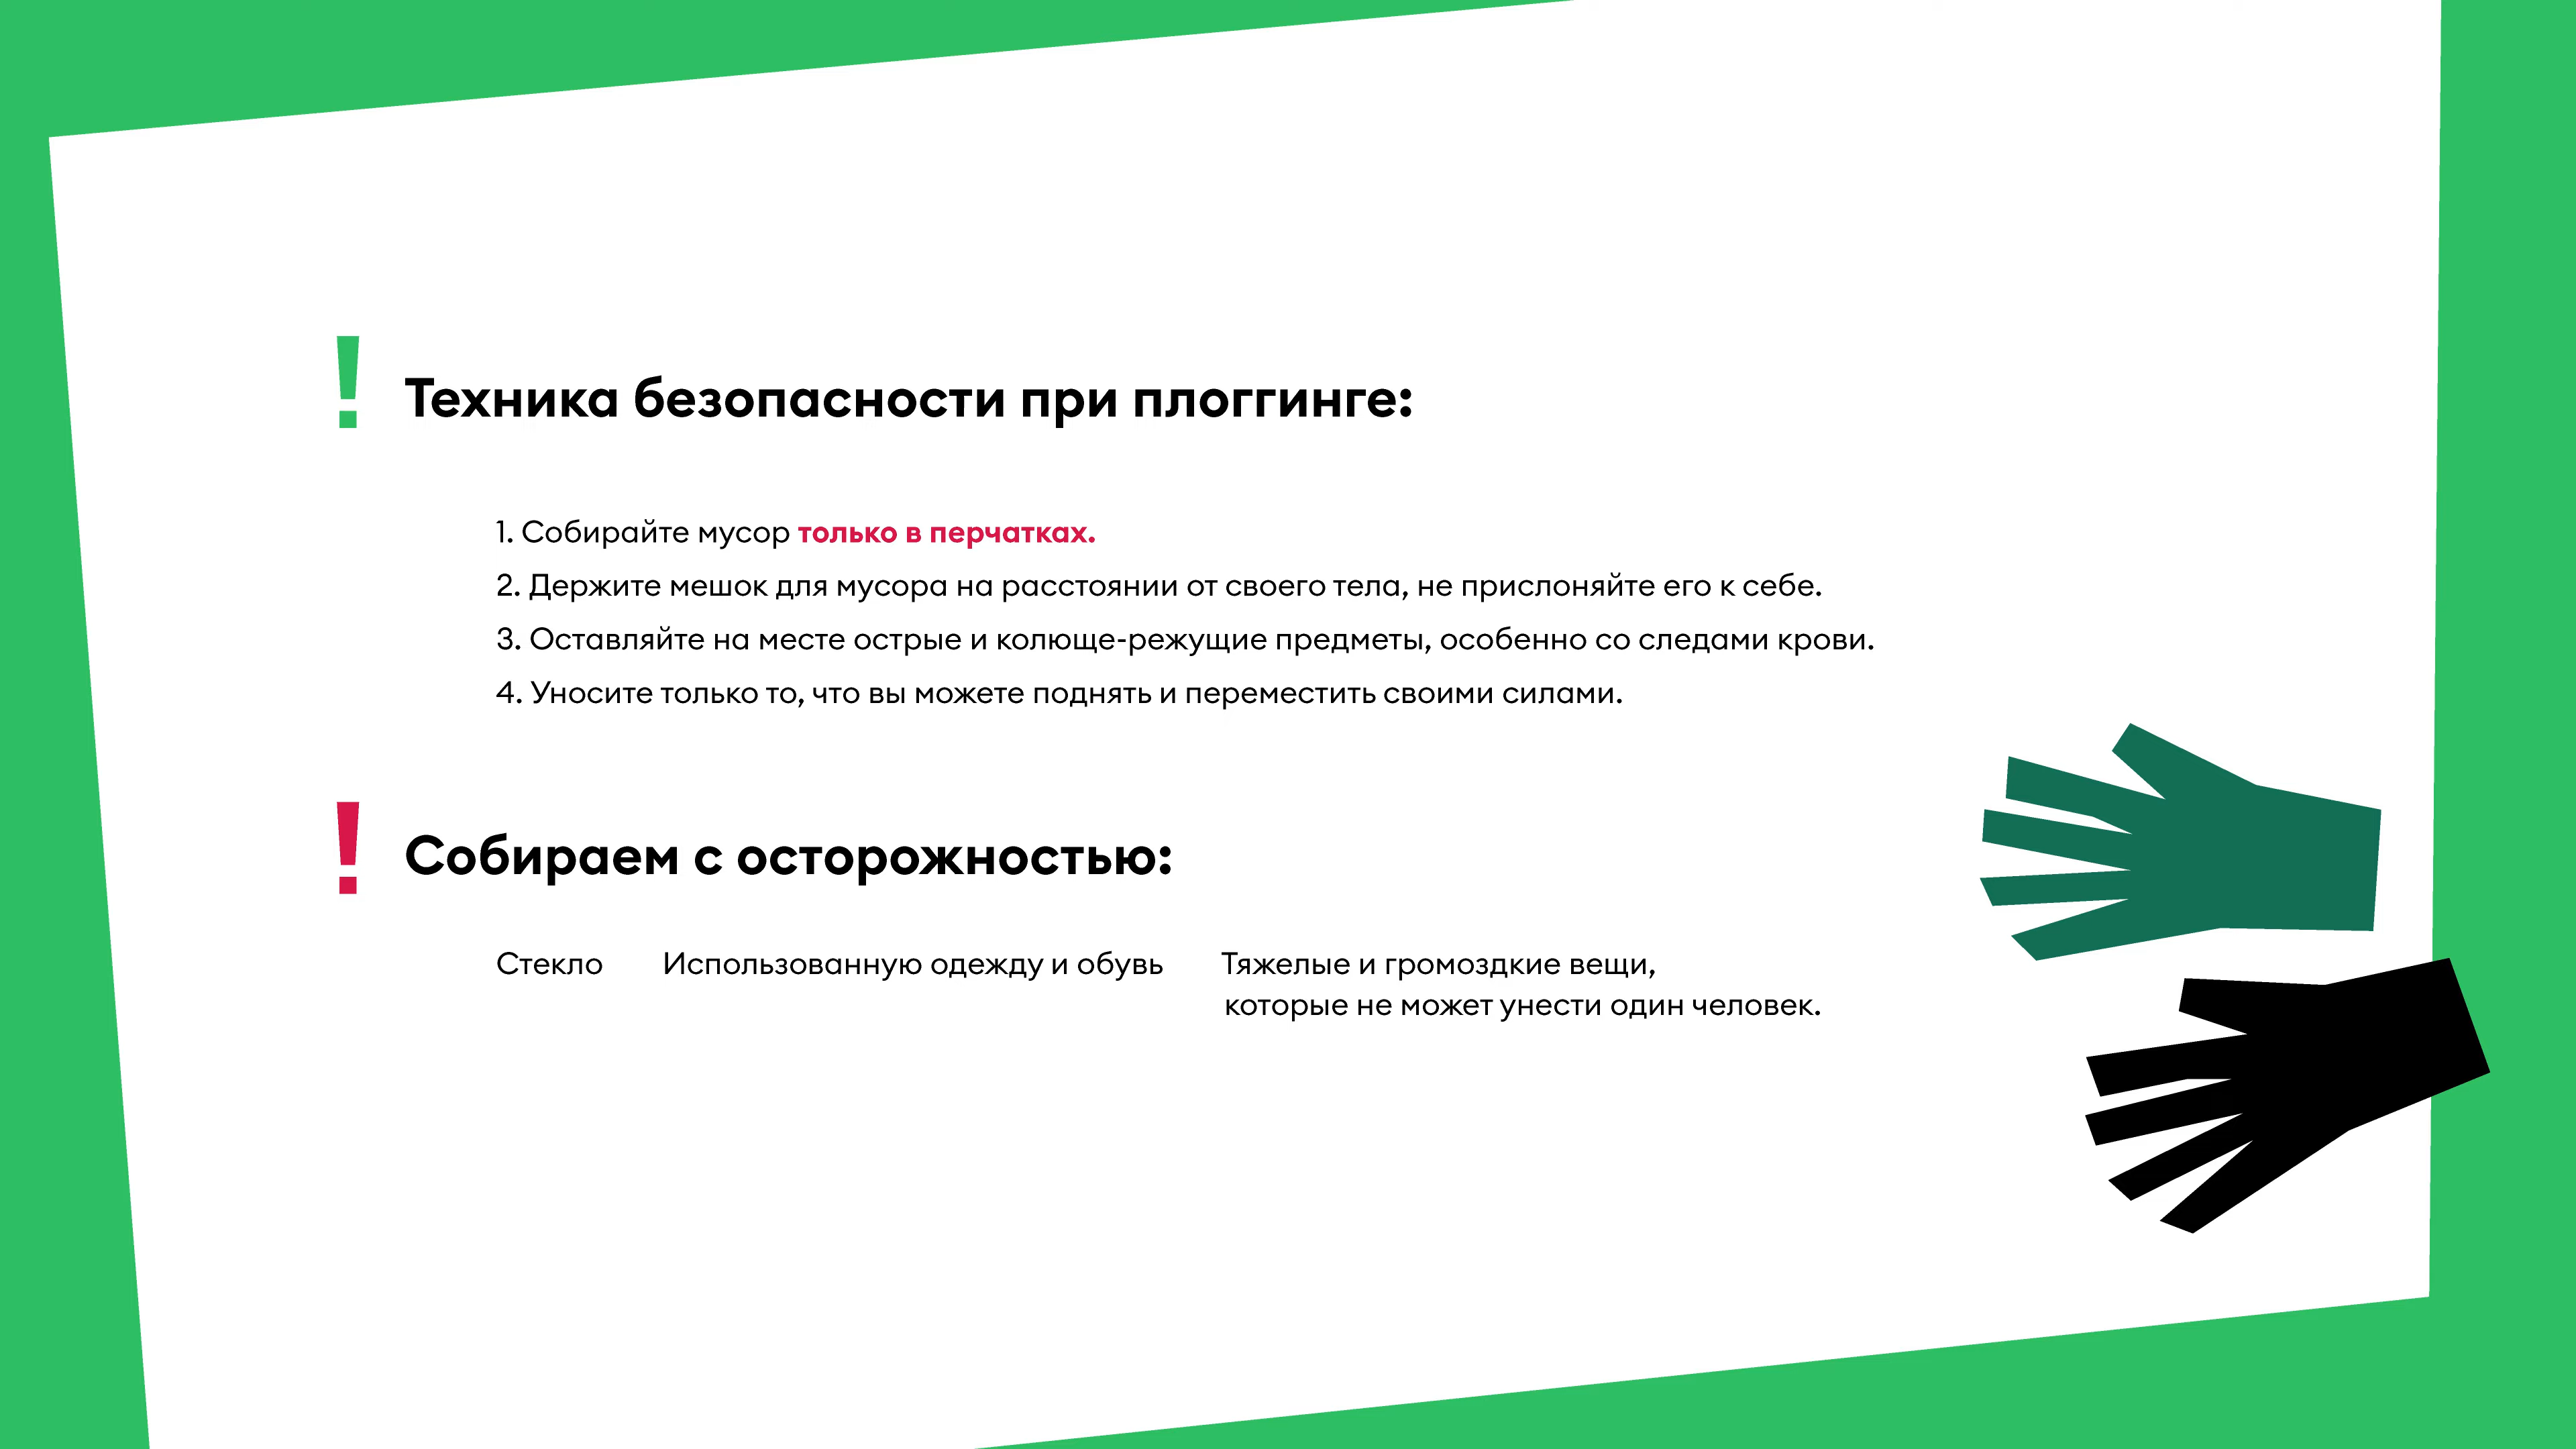 ! Техника безопасности при плоггинге:
1. Собирайте мусор только в перчатках.
2. Держите мешок для мусора на расстоянии от своего тела, не прислоняйте его к себе.
3. Оставляйте на месте острые и колюще-режущие предметы, особенно со следами крови.
4. Уносите только то, что вы можете поднять и переместить своими силами.
! Собираем с осторожностью:
Стекло
Использованную одежду и обувь
Тяжелые и громоздкие вещи,
которые не может унести один человек.